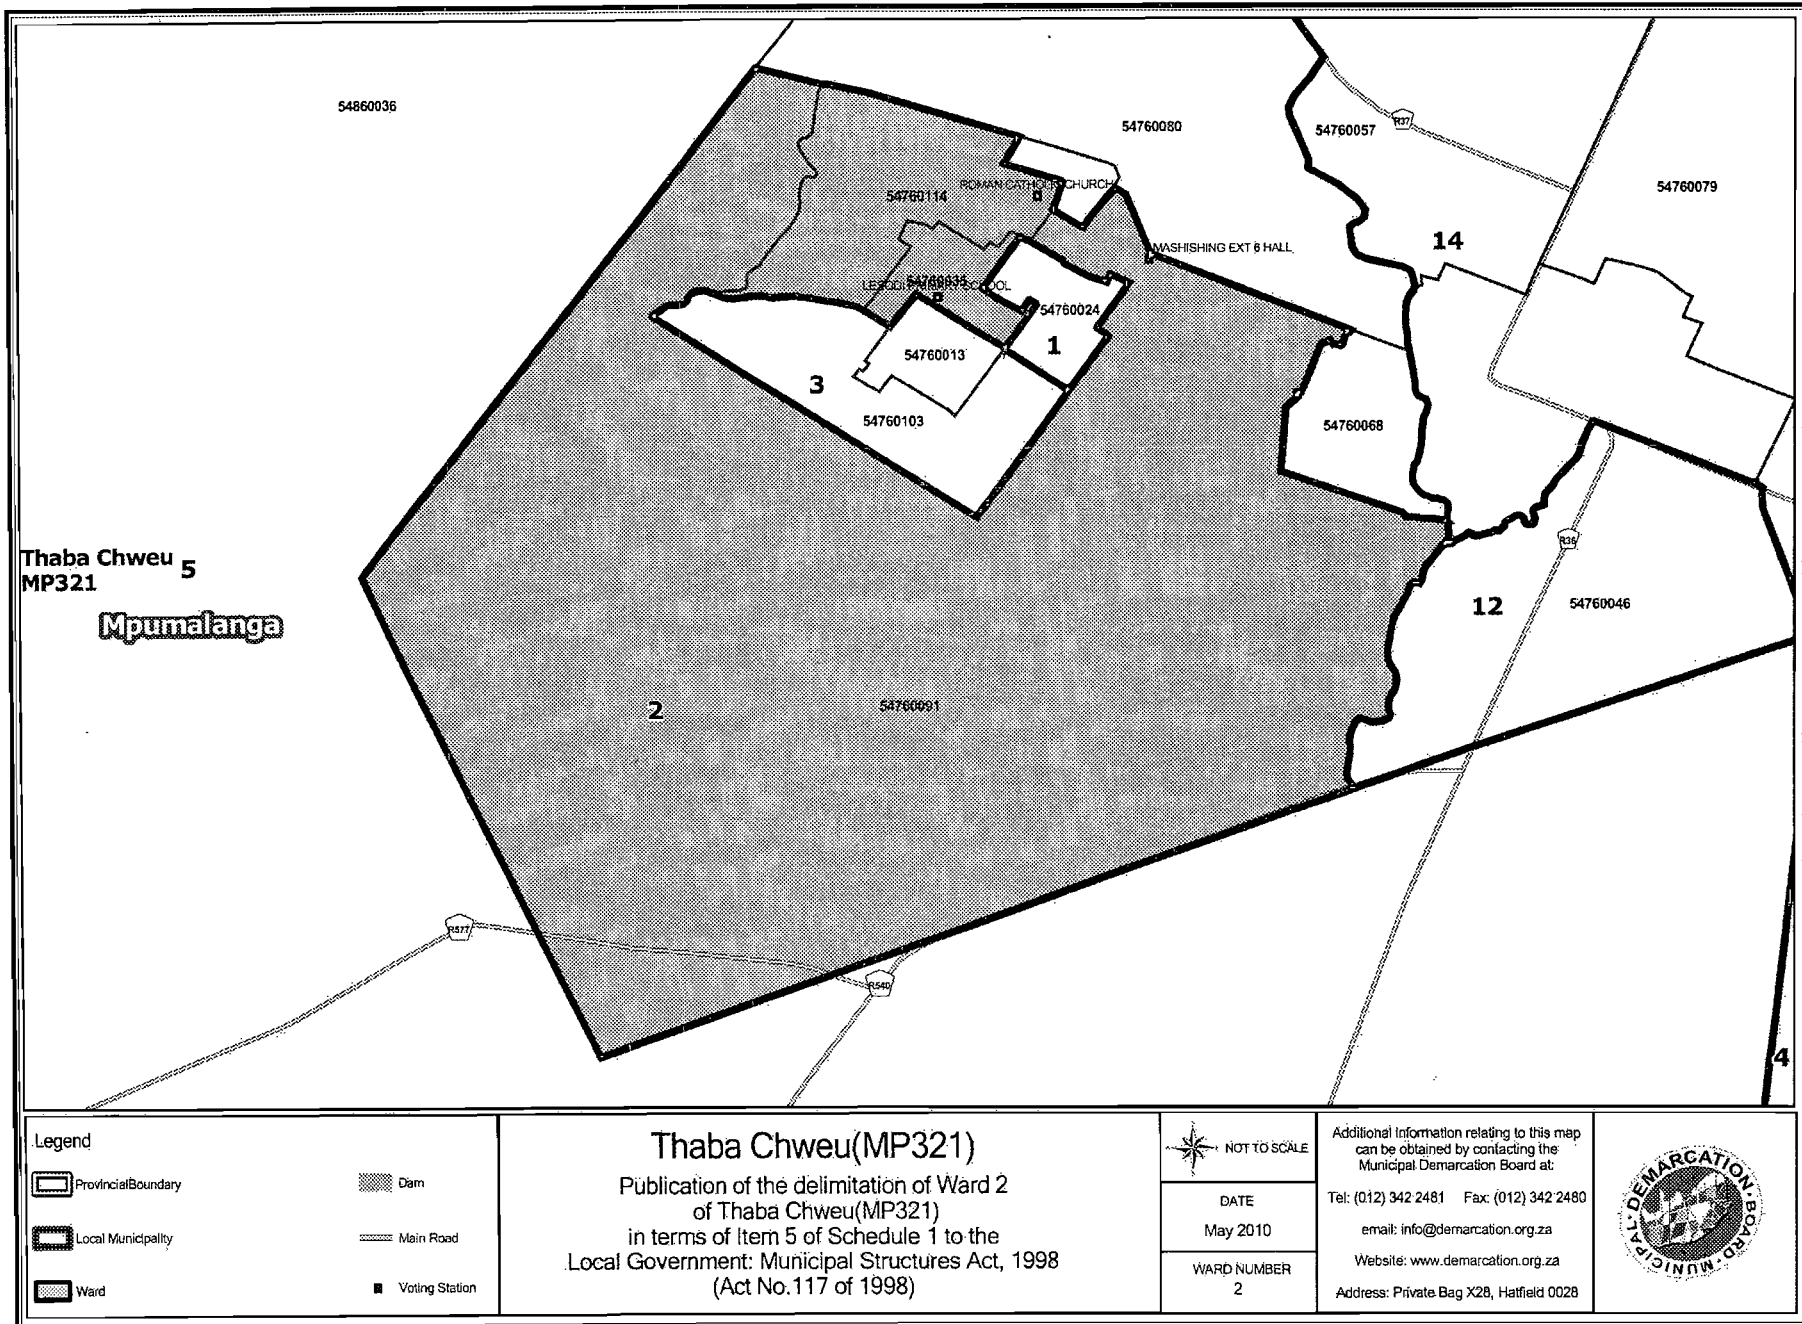 54860036
54760080
54760057
R37
54760079
54760114
ROMAN CATHOLIC CHURCH
14
MASHISHING EXT 6 HALL
54760035
SCHOOL
54760024
1
54760013
3
54760103
54760068
R36
Thaba Chweu 5
MP321
Mpumalanga
12
54760046
2
54760091
R577
R540
4
Legend
ProvincialBoundary
Dam
Local Municipality
Main Road
Ward
Voting Station
Thaba Chweu(MP321)
Publication of the delimitation of Ward 2
of Thaba Chweu(MP321)
in terms of Item 5 of Schedule 1 to the
Local Government: Municipal Structures Act, 1998
(Act No.117 of 1998)
NOT TO SCALE
DATE
May 2010
WARD NUMBER
2
Additional Information relating to this map
can be obtained by contacting the
Municipal Demarcation Board at:
Tel: (012) 342 2481 Fax: (012) 342 2480
email: info@demarcation.org.za
Website: www.demarcation.org.za
Address: Private Bag X28, Hatfield 0028
MUNICIPAL DEMARCATION BOARD